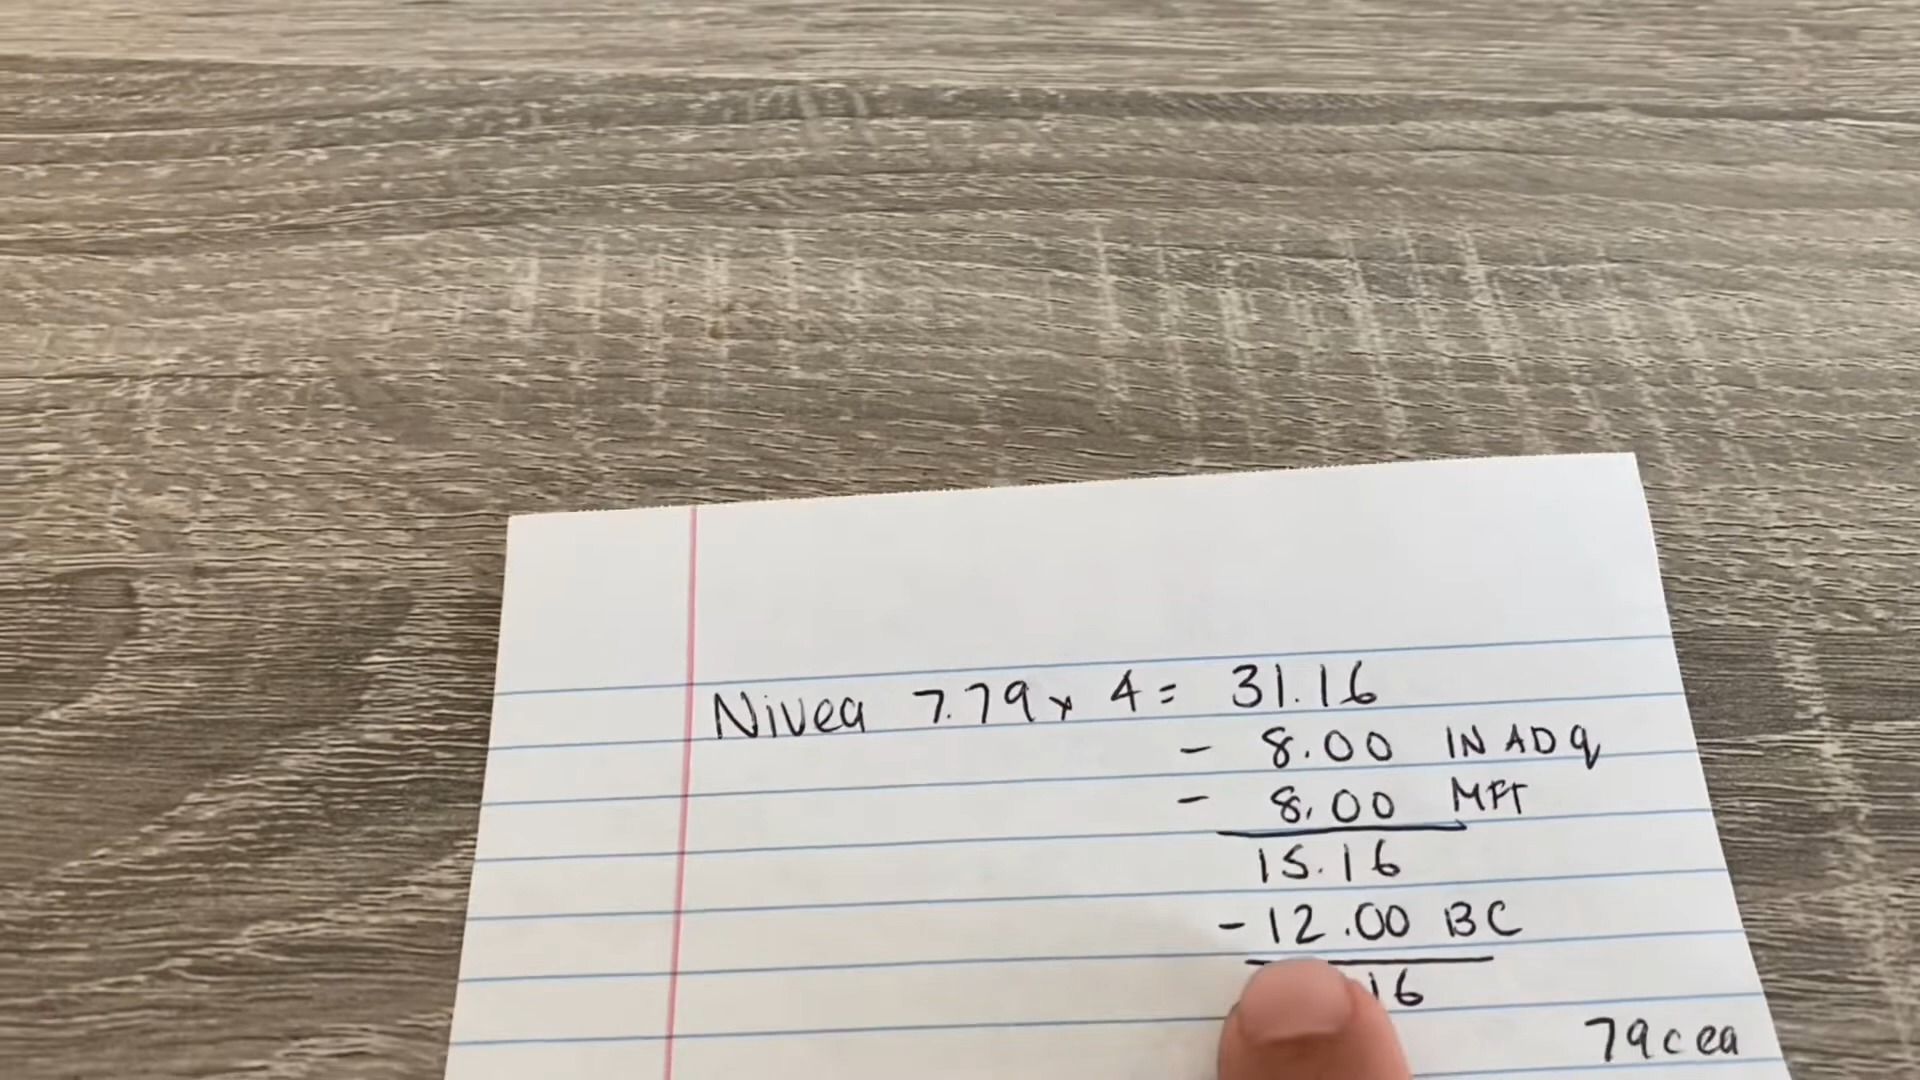 Nivea 7.79 x 4 = 31.16
- 8.00 IN ADQ
- 8.00 MFT
15.16
- 12.00 BC
16
79c ea